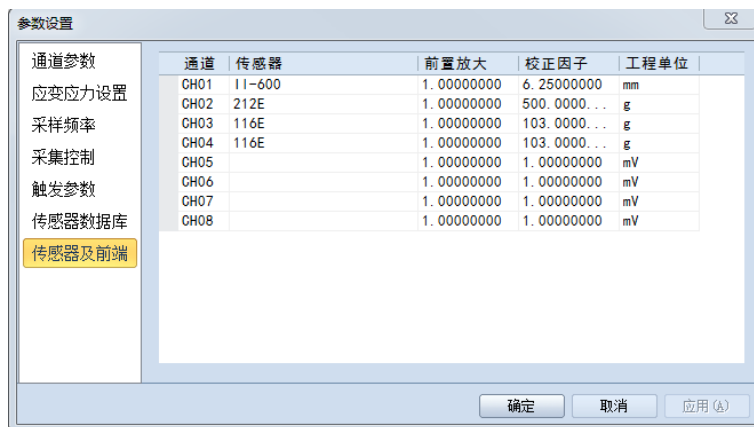 参数设置
通道参数
应变应力设置
采样频率
采集控制
触发参数
传感器数据库
传感器及前端
通道 传感器 前置放大 校正因子 工程单位
CH01 II-600 1.00000000 6.25000000 mm
CH02 212E 1.00000000 500.0000... g
CH03 116E 1.00000000 103.0000... g
CH04 116E 1.00000000 103.0000... g
CH05 1.00000000 1.00000000 mV
CH06 1.00000000 1.00000000 mV
CH07 1.00000000 1.00000000 mV
CH08 1.00000000 1.00000000 mV
确定 取消 应用(A)